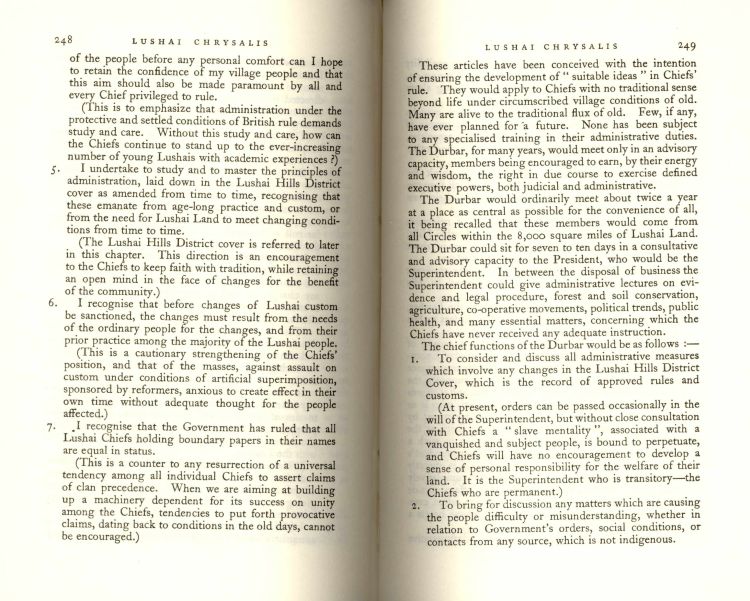 248 LUSHAI CHRYSALIS
of the people before any personal comfort can I hope
to retain the confidence of my village people and that
this aim should also be made paramount by all and
every Chief privileged to rule.
(This is to emphasize that administration under the
protective and settled conditions of British rule demands
study and care. Without this study and care, how can
the Chiefs continue to stand up to the ever-increasing
number of young Lushais with academic experiences ?)
5. I undertake to study and to master the principles of
administration, laid down in the Lushai Hills District
cover as amended from time to time, recognising that
these emanate from age-long practice and custom, or
from the need for Lushai Land to meet changing condi-
tions from time to time.
(The Lushai Hills District cover is referred to later
in this chapter. This direction is an encouragement
to the Chiefs to keep faith with tradition, while retaining
an open mind in the face of changes for the benefit
of the community.)
6. I recognise that before changes of Lushai custom
be sanctioned, the changes must result from the needs
of the ordinary people for the changes, and from their
prior practice among the majority of the Lushai people.
(This is a cautionary strengthening of the Chiefs'
position, and that of the masses, against assault on
custom under conditions of artificial superimposition,
sponsored by reformers, anxious to create effect in their
own time without adequate thought for the people
affected.)
7. I recognise that the Government has ruled that all
Lushai Chiefs holding boundary papers in their names
are equal in status.
(This is a counter to any resurrection of a universal
tendency among all individual Chiefs to assert claims
of clan precedence. When we are aiming at building
up a machinery dependent for its success on unity
among the Chiefs, tendencies to put forth provocative
claims, dating back to conditions in the old days, cannot
be encouraged.)
LUSHAI CHRYSALIS 249
These articles have been conceived with the intention
of ensuring the development of " suitable ideas " in Chiefs'
rule. They would apply to Chiefs with no traditional sense
beyond life under circumscribed village conditions of old.
Many are alive to the traditional flux of old. Few, if any,
have ever planned for a future. None has been subject
to any specialised training in their administrative duties.
The Durbar, for many years, would meet only in an advisory
capacity, members being encouraged to earn, by their energy
and wisdom, the right in due course to exercise defined
executive powers, both judicial and administrative.
The Durbar would ordinarily meet about twice a year
at a place as central as possible for the convenience of all,
it being recalled that these members would come from
all Circles within the 8,000 square miles of Lushai Land.
The Durbar could sit for seven to ten days in a consultative
and advisory capacity to the President, who would be the
Superintendent. In between the disposal of business the
Superintendent could give administrative lectures on evi-
dence and legal procedure, forest and soil conservation,
agriculture, co-operative movements, political trends, public
health, and many essential matters, concerning which the
Chiefs have never received any adequate instruction.
The chief functions of the Durbar would be as follows :—
1. To consider and discuss all administrative measures
which involve any changes in the Lushai Hills District
Cover, which is the record of approved rules and
customs.
(At present, orders can be passed occasionally in the
will of the Superintendent, but without close consultation
with Chiefs a " slave mentality ", associated with a
vanquished and subject people, is bound to perpetuate,
and Chiefs will have no encouragement to develop a
sense of personal responsibility for the welfare of their
land. It is the Superintendent who is transitory—the
Chiefs who are permanent.)
2. To bring for discussion any matters which are causing
the people difficulty or misunderstanding, whether in
relation to Government's orders, social conditions, or
contacts from any source, which is not indigenous.